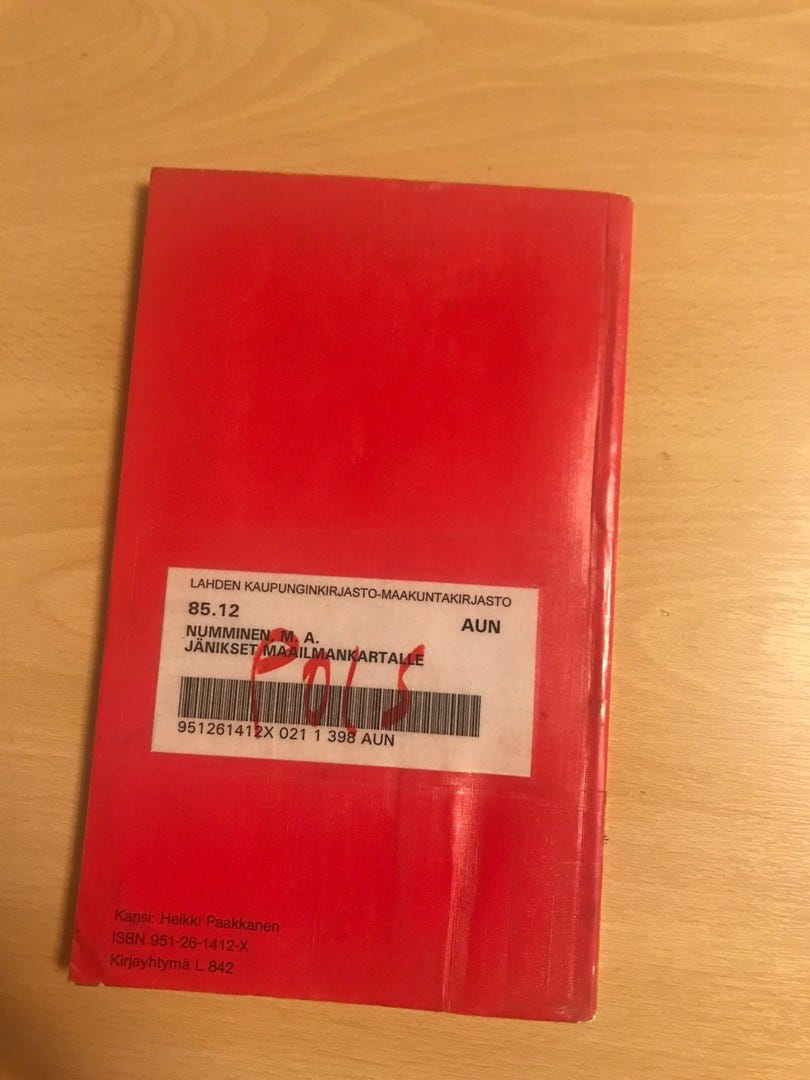 LAHDEN KAUPUNGINKIRJASTO-MAAKUNTAKIRJASTO
85.12
AUN
NUMMINEN, M. A.
JÄNIKSET MAAILMANKARTALLE
POIS
951261412X 021 1 398 AUN
Kansi: Heikki Paakkanen
ISBN 951-26-1412-X
Kirjayhtymä L 842